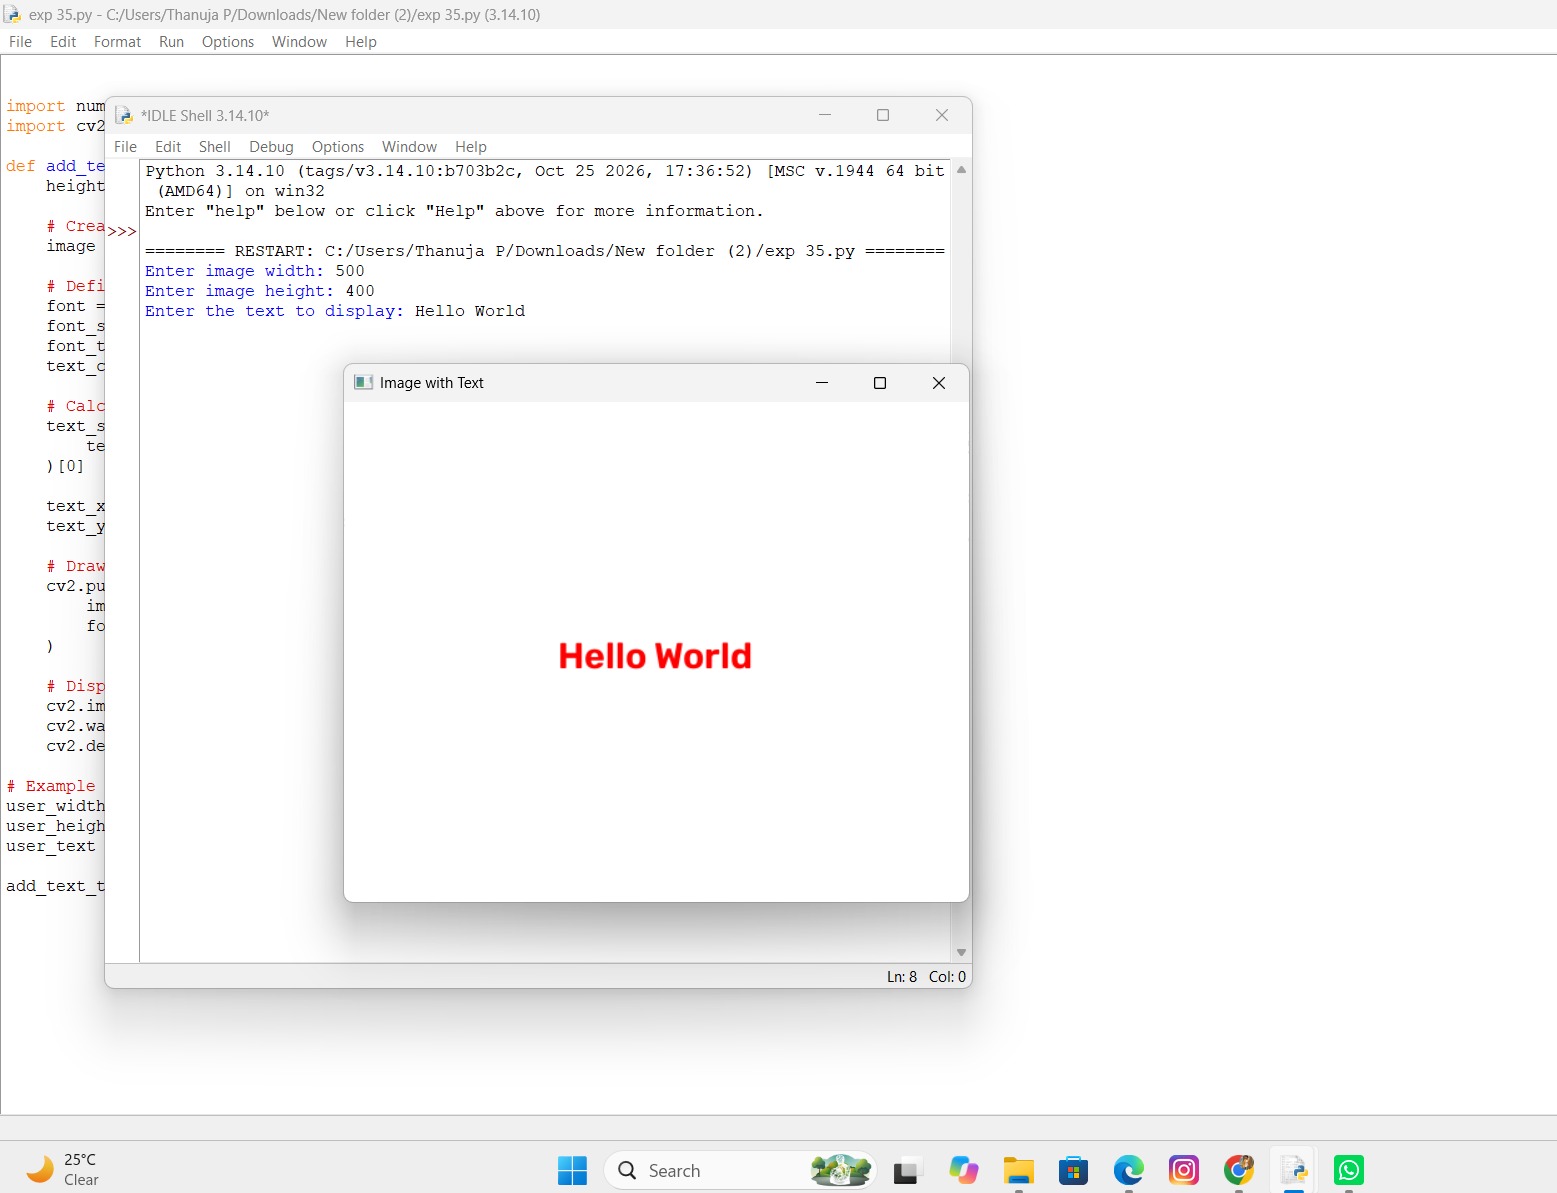 exp 35.py - C:/Users/Thanuja P/Downloads/New folder (2)/exp 35.py (3.14.10)
File Edit Format Run Options Window Help
import num
import cv2
def add_te
height
# Crea
image
# Defi
font =
font_s
font_t
text_c
# Calc
text_s
te
)[0]
text_x
text_y
# Draw
cv2.pu
im
fo
)
# Disp
cv2.im
cv2.wa
cv2.de
# Example
user_width
user_heigh
user_text
add_text_t
*IDLE Shell 3.14.10*
File Edit Shell Debug Options Window Help
Python 3.14.10 (tags/v3.14.10:b703b2c, Oct 25 2026, 17:36:52) [MSC v.1944 64 bit
(AMD64)] on win32
Enter "help" below or click "Help" above for more information.
>>>
======== RESTART: C:/Users/Thanuja P/Downloads/New folder (2)/exp 35.py ========
Enter image width: 500
Enter image height: 400
Enter the text to display: Hello World
Image with Text
Hello World
Ln: 8 Col: 0
25°C
Clear
Search